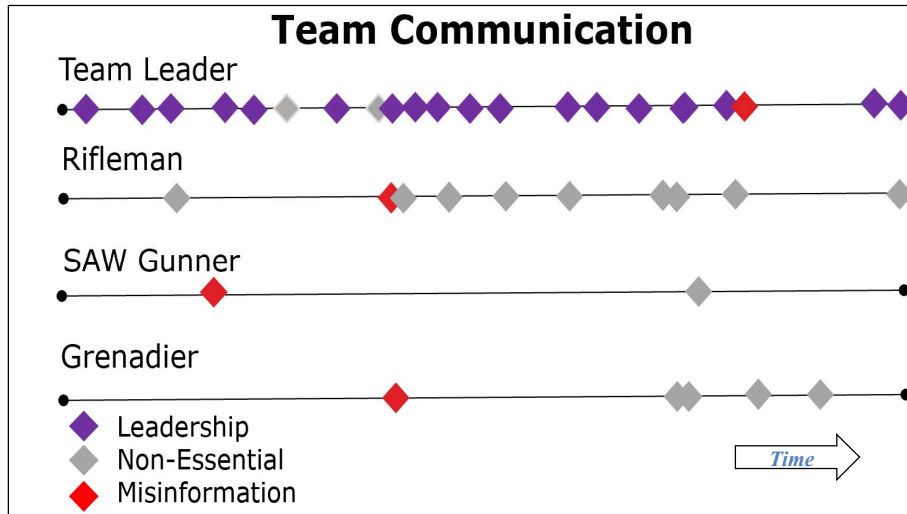 Team Communication
Team Leader
Rifleman
SAW Gunner
Grenadier
Leadership
Non-Essential
Misinformation
Time